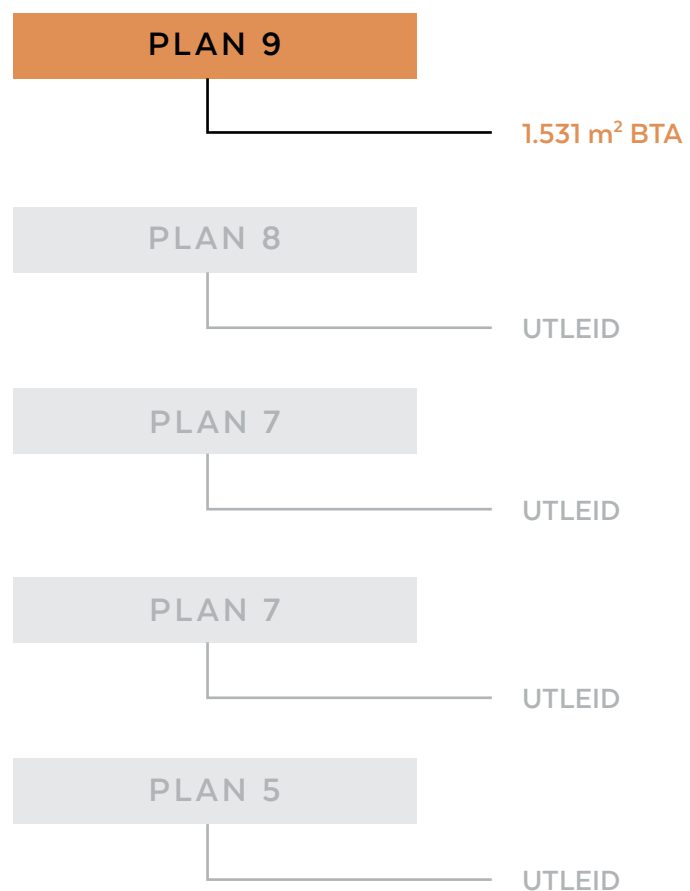 PLAN 9
1.531 m² BTA
PLAN 8
UTLEID
PLAN 7
UTLEID
PLAN 7
UTLEID
PLAN 5
UTLEID